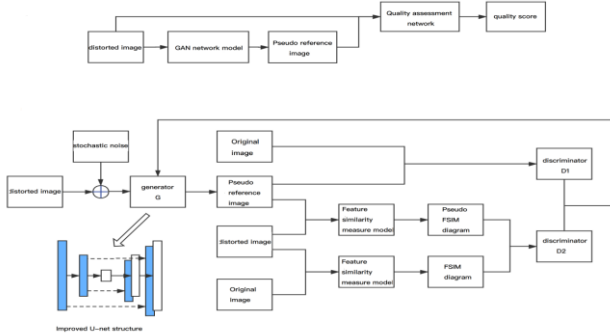 Quality assessment
network
quality score
distorted image
GAN network model
Pseudo reference
image
stochastic noise
Original
image
distorted image
generator
G
Pseudo
reference
image
discriminator
D1
Feature
similarity
measure model
Pseudo
FSIM
diagram
distorted image
discriminator
D2
Feature
similarity
measure model
FSIM
diagram
Original
image
Improved U-net structure